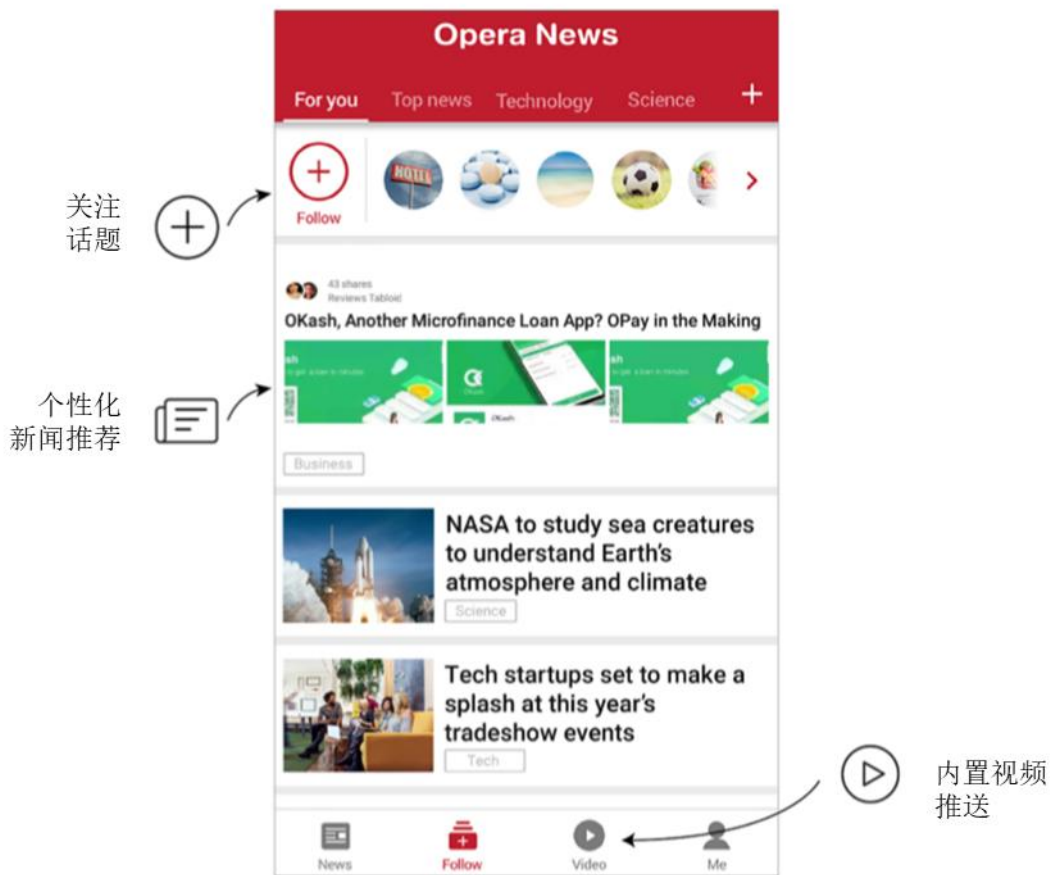 Opera News
For you Top news Technology Science
Follow
HOTEL
关注
话题
43 shares
Reviews Tabloid
OKash, Another Microfinance Loan App? OPay in the Making
OKash
个性化
新闻推荐
Business
NASA to study sea creatures
to understand Earth's
atmosphere and climate
Science
Tech startups set to make a
splash at this year's
tradeshow events
Tech
内置视频
推送
News Follow Video Me